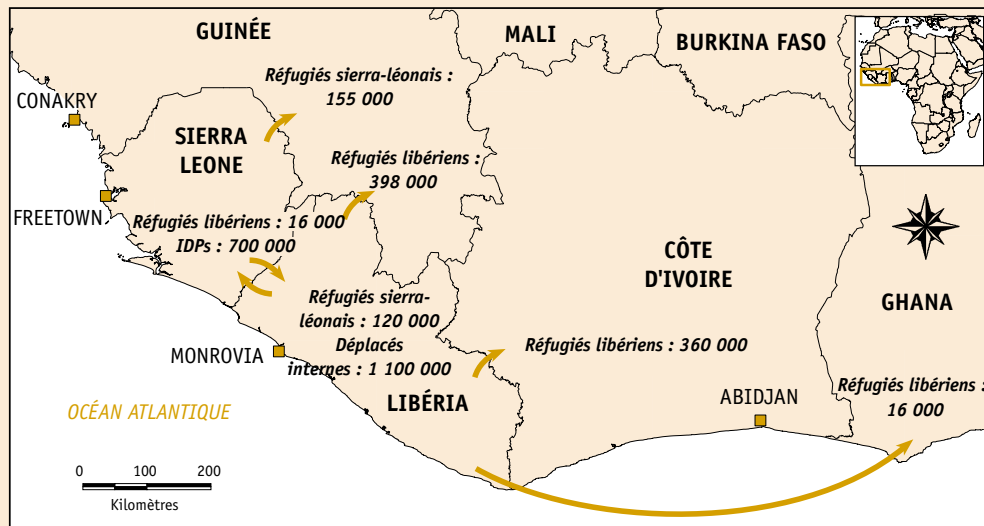 GUINÉE
MALI
BURKINA FASO
Réfugiés sierra-léonais :
155 000
CONAKRY
SIERRA
LEONE
Réfugiés libériens :
398 000
FREETOWN
Réfugiés libériens : 16 000
IDPs : 700 000
CÔTE
D'IVOIRE
GHANA
Réfugiés sierra-
léonais : 120 000
Déplacés
internes : 1 100 000
MONROVIA
Réfugiés libériens : 360 000
LIBÉRIA
ABIDJAN
Réfugiés libériens :
16 000
OCÉAN ATLANTIQUE
0 100 200
Kilomètres